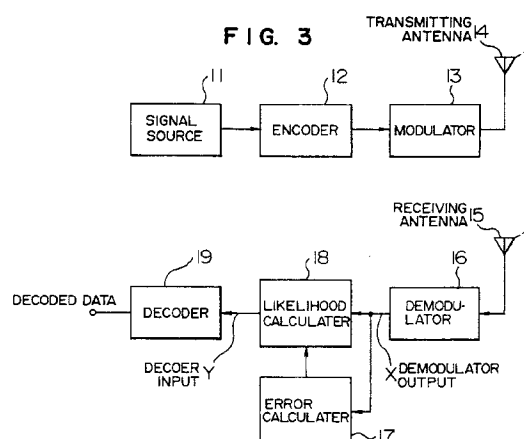 FIG. 3
TRANSMITTING
ANTENNA 14
11
12
13
SIGNAL
SOURCE
ENCODER
MODULATOR
RECEIVING
ANTENNA 15
19
18
16
DECODED DATA
DECODER
LIKELIHOOD
CALCULATER
DEMODU-
LATOR
DECOER
INPUT Y
X DEMODULATOR
OUTPUT
ERROR
CALCULATER
17